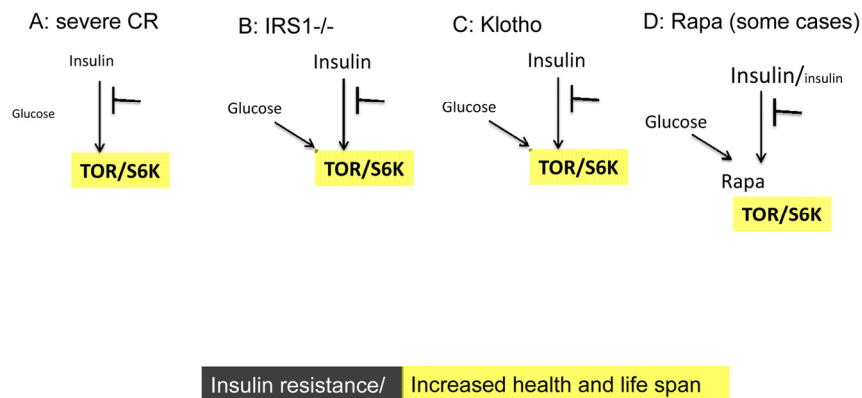 A: severe CR
Insulin
Glucose
TOR/S6K
B: IRS1-/-
Insulin
Glucose
TOR/S6K
C: Klotho
Insulin
Glucose
TOR/S6K
D: Rapa (some cases)
Insulin/insulin
Glucose
Rapa
TOR/S6K
Insulin resistance/ Increased health and life span